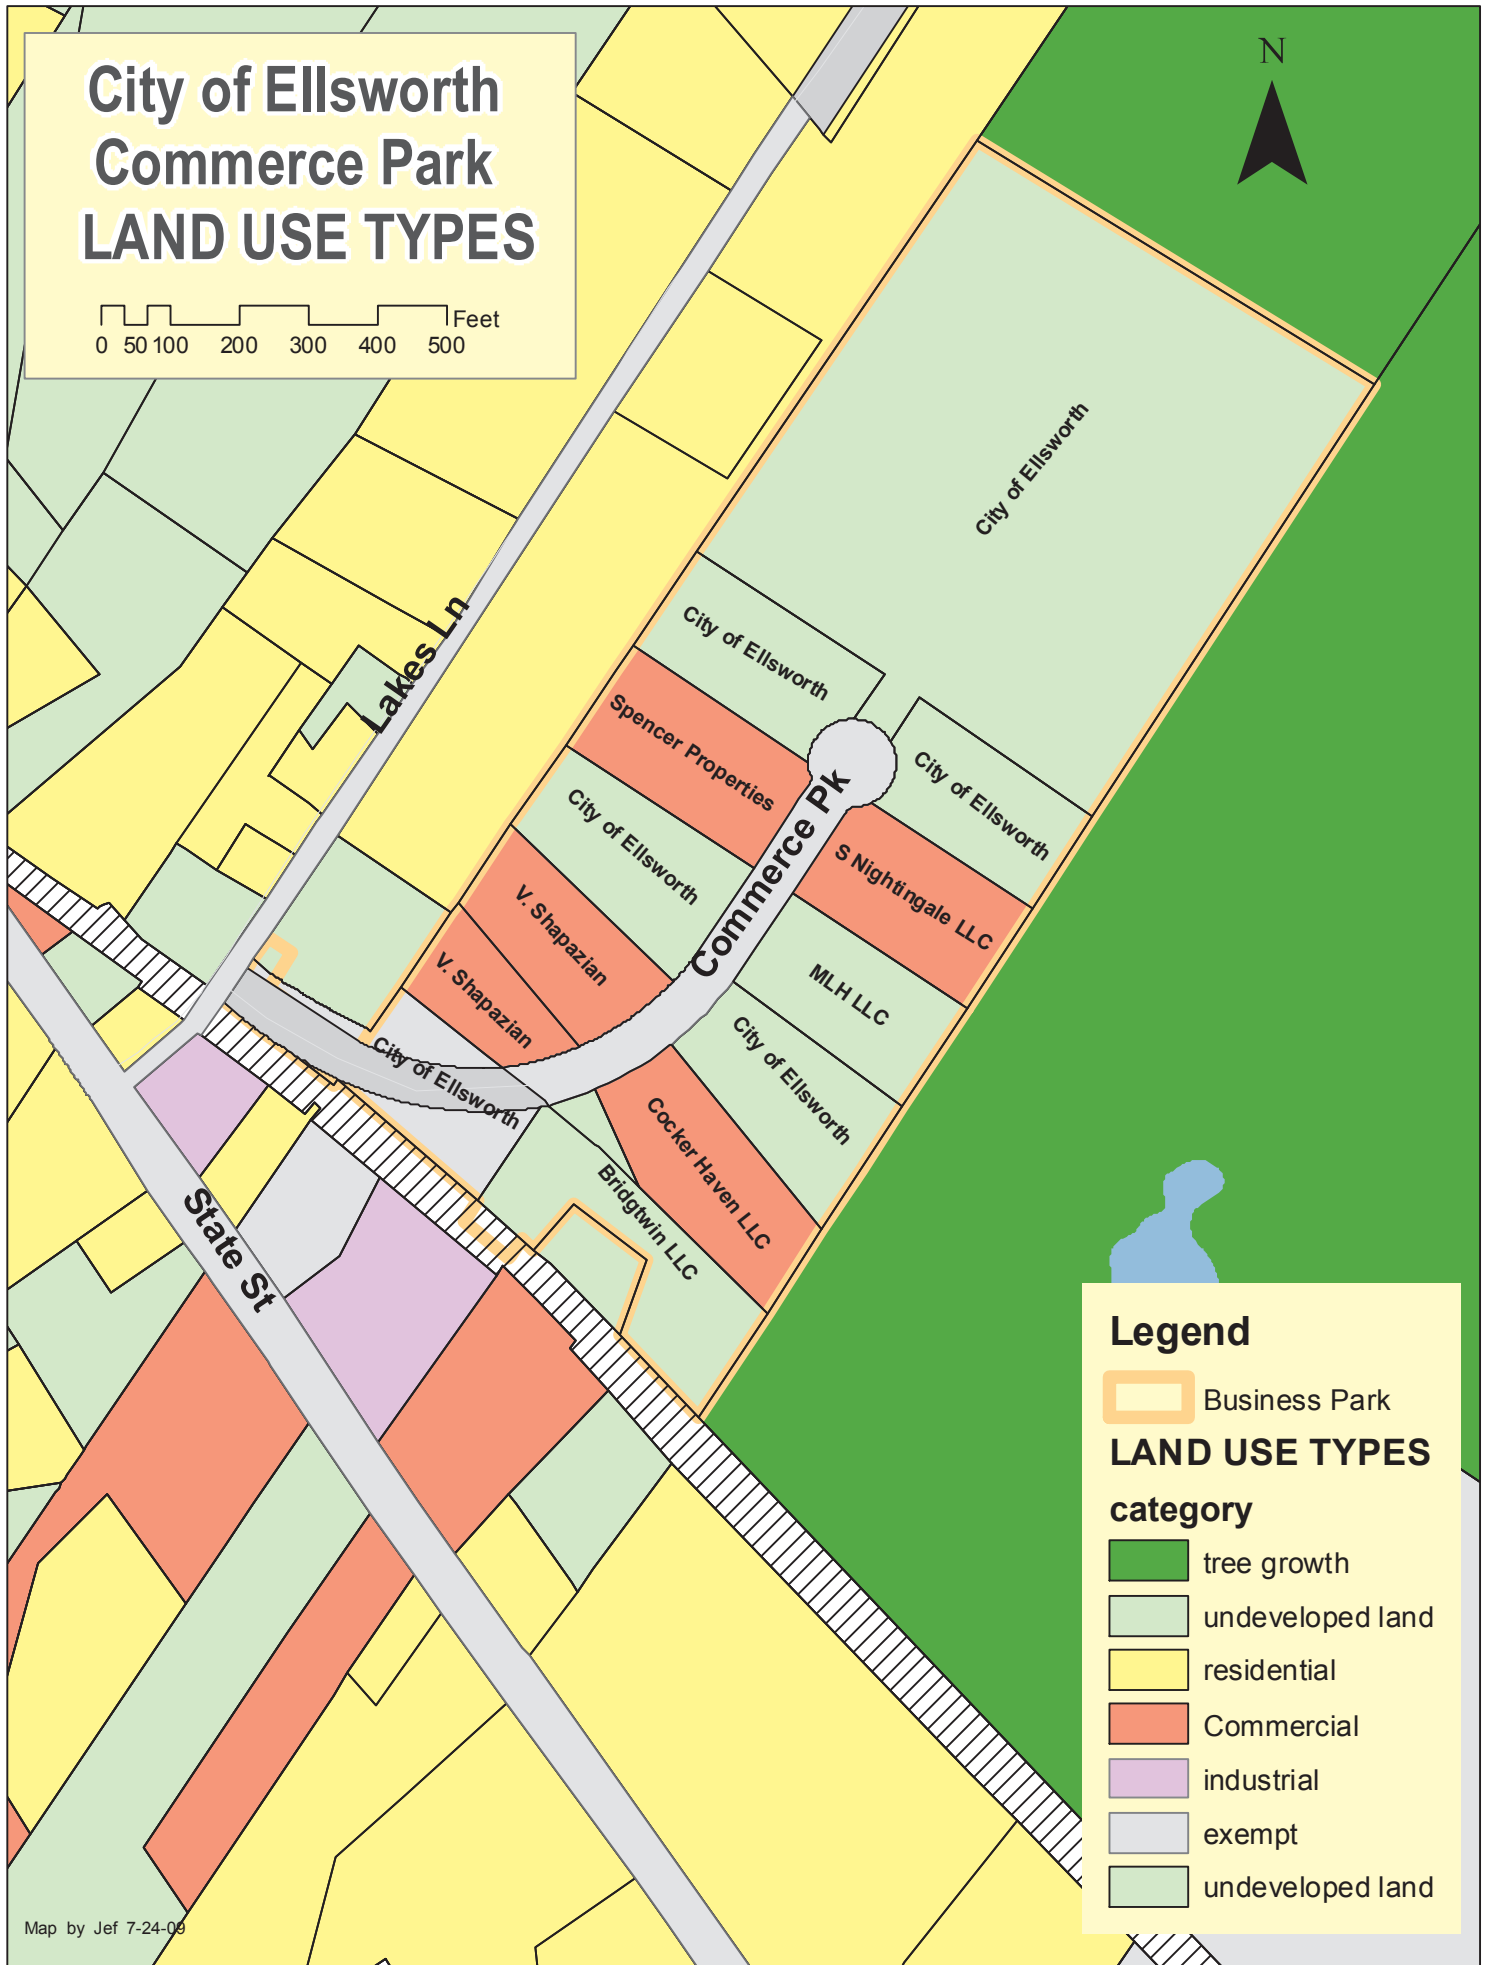 City of Ellsworth
Commerce Park
LAND USE TYPES
Feet
0 50 100 200 300 400 500
N
City of Ellsworth
City of Ellsworth
Spencer Properties
City of Ellsworth
City of Ellsworth
V. Shapazian
V. Shapazian
City of Ellsworth
S Nightingale LLC
MLH LLC
City of Ellsworth
Cocker Haven LLC
Bridgtwin LLC
Lakes Ln
Commerce Pk
State St
Legend
Business Park
LAND USE TYPES
category
tree growth
undeveloped land
residential
Commercial
industrial
exempt
undeveloped land
Map by Jef 7-24-09